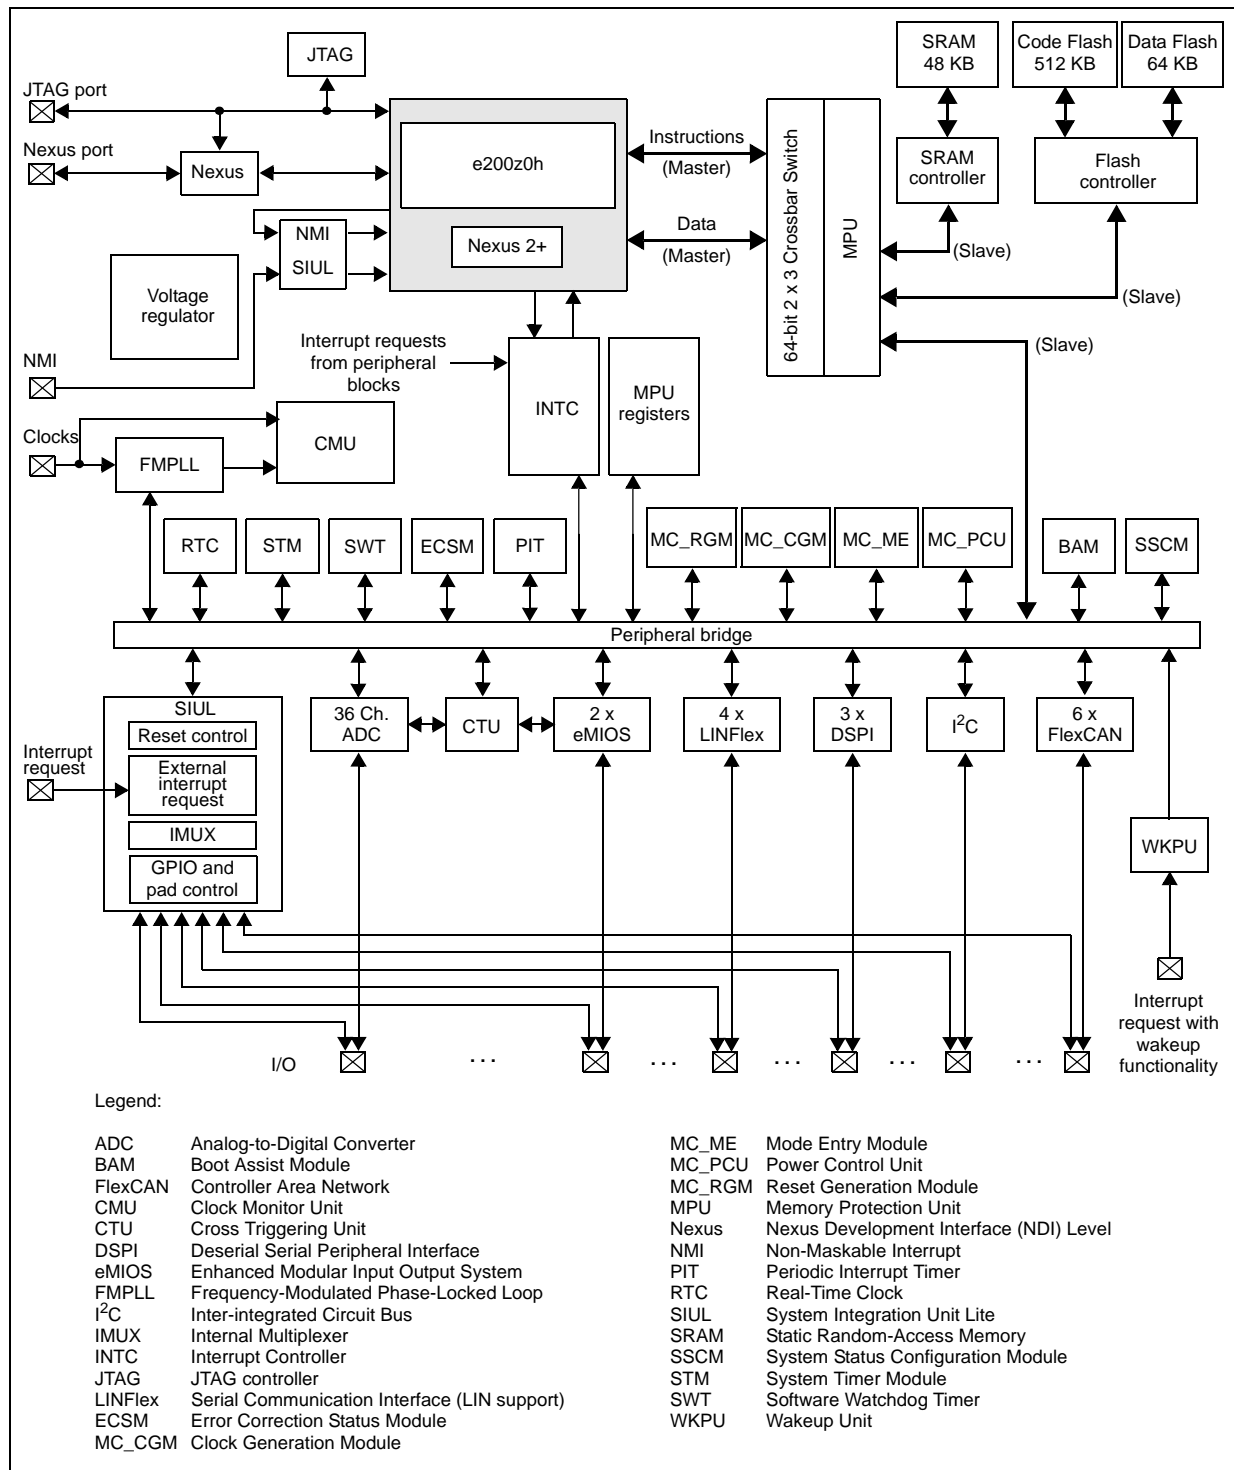 JTAG
SRAM
48 KB
Code Flash
512 KB
Data Flash
64 KB
JTAG port
Nexus port
Nexus
e200z0h
Nexus 2+
Instructions
(Master)
Data
(Master)
64-bit 2 x 3 Crossbar Switch
MPU
SRAM
controller
Flash
controller
(Slave)
(Slave)
(Slave)
NMI
SIUL
Voltage
regulator
NMI
Interrupt requests
from peripheral
blocks
INTC
MPU
registers
Clocks
FMPLL
CMU
RTC
STM
SWT
ECSM
PIT
MC_RGM
MC_CGM
MC_ME
MC_PCU
BAM
SSCM
Peripheral bridge
SIUL
Reset control
External
interrupt
request
IMUX
GPIO and
pad control
Interrupt
request
36 Ch.
ADC
CTU
2 x
eMIOS
4 x
LINFlex
3 x
DSPI
I2C
6 x
FlexCAN
WKPU
Interrupt
request with
wakeup
functionality
I/O
. . .
. . .
. . .
. . .
. . .
Legend:
ADC Analog-to-Digital Converter
BAM Boot Assist Module
FlexCAN Controller Area Network
CMU Clock Monitor Unit
CTU Cross Triggering Unit
DSPI Deserial Serial Peripheral Interface
eMIOS Enhanced Modular Input Output System
FMPLL Frequency-Modulated Phase-Locked Loop
I2C Inter-integrated Circuit Bus
IMUX Internal Multiplexer
INTC Interrupt Controller
JTAG JTAG controller
LINFlex Serial Communication Interface (LIN support)
ECSM Error Correction Status Module
MC_CGM Clock Generation Module
MC_ME Mode Entry Module
MC_PCU Power Control Unit
MC_RGM Reset Generation Module
MPU Memory Protection Unit
Nexus Nexus Development Interface (NDI) Level
NMI Non-Maskable Interrupt
PIT Periodic Interrupt Timer
RTC Real-Time Clock
SIUL System Integration Unit Lite
SRAM Static Random-Access Memory
SSCM System Status Configuration Module
STM System Timer Module
SWT Software Watchdog Timer
WKPU Wakeup Unit